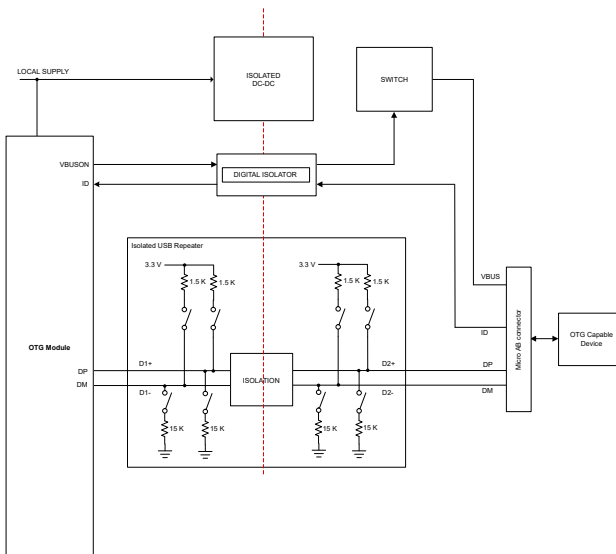 LOCAL SUPPLY
ISOLATED
DC-DC
SWITCH
VBUSON
ID
DIGITAL ISOLATOR
Isolated USB Repeater
3.3 V
1.5 K
1.5 K
3.3 V
1.5 K
1.5 K
VBUS
ID
Micro AB connector
OTG Capable
Device
OTG Module
DP
DM
D1+
D1-
ISOLATION
D2+
D2-
DP
DM
15 K
15 K
15 K
15 K